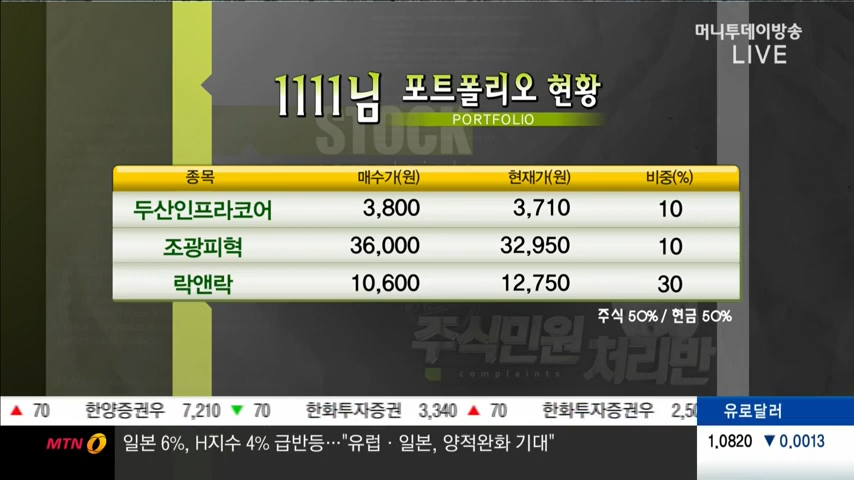 머니투데이방송
LIVE
1111님 포트폴리오 현황
PORTFOLIO
STOCK
종목 매수가(원) 현재가(원) 비중(%)
두산인프라코어 3,800 3,710 10
조광피혁 36,000 32,950 10
락앤락 10,600 12,750 30
주식 50% / 현금 50%
주식민원 처리반
complaints
▲ 70 한양증권우 7,210 ▼ 70 한화투자증권 3,340 ▲ 70 한화투자증권우
유로달러
MTN 일본 6%, H지수 4% 급반등…"유럽·일본, 양적완화 기대"
1.0820 ▼0.0013